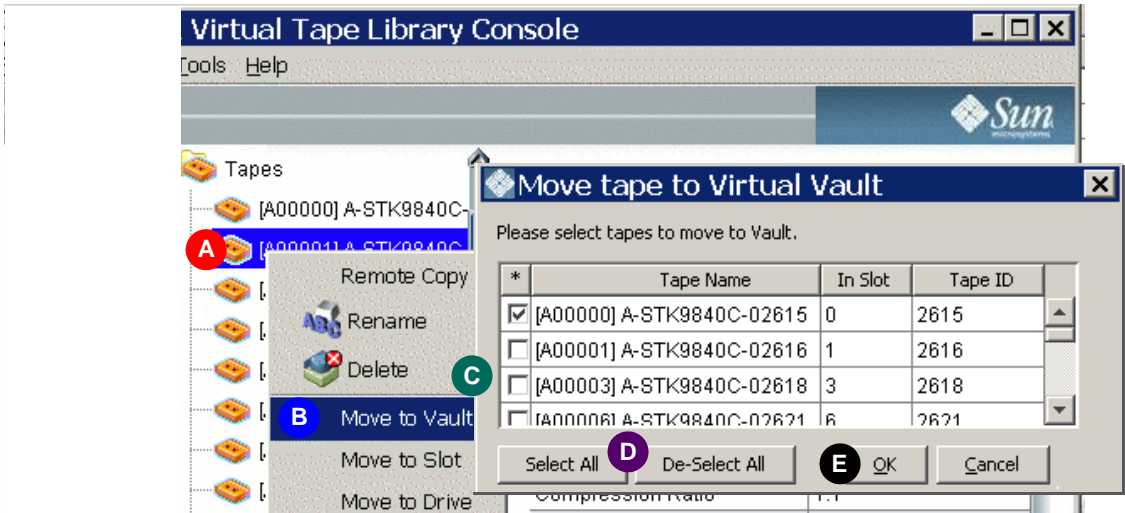 Virtual Tape Library Console
Tools Help
Sun
microsystems
Tapes
[A00000] A-STK9840C-
A
[A00001] A-STK9840C
Remote Copy
Rename
Delete
B
Move to Vault
Move to Slot
Move to Drive
Move tape to Virtual Vault
Please select tapes to move to Vault.
* Tape Name In Slot Tape ID
[A00000] A-STK9840C-02615 0 2615
[A00001] A-STK9840C-02616 1 2616
C
[A00003] A-STK9840C-02618 3 2618
[A00006] A-STK9840C-02621 6 2621
Select All D De-Select All E OK Cancel
Compression Ratio 1:1